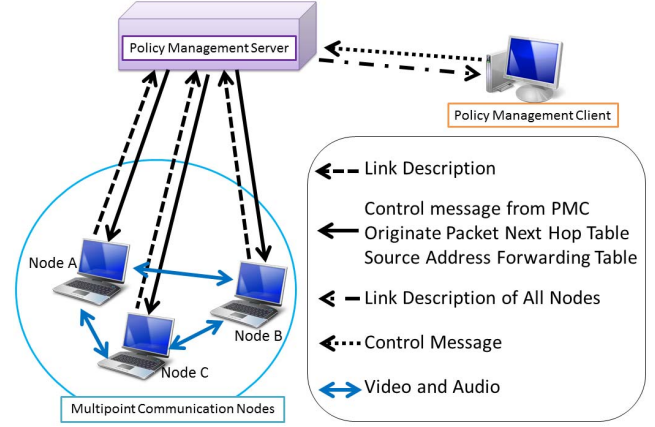 Policy Management Server
Policy Management Client
Link Description
Control message from PMC
Originate Packet Next Hop Table
Source Address Forwarding Table
Link Description of All Nodes
Control Message
Video and Audio
Node A
Node B
Node C
Multipoint Communication Nodes